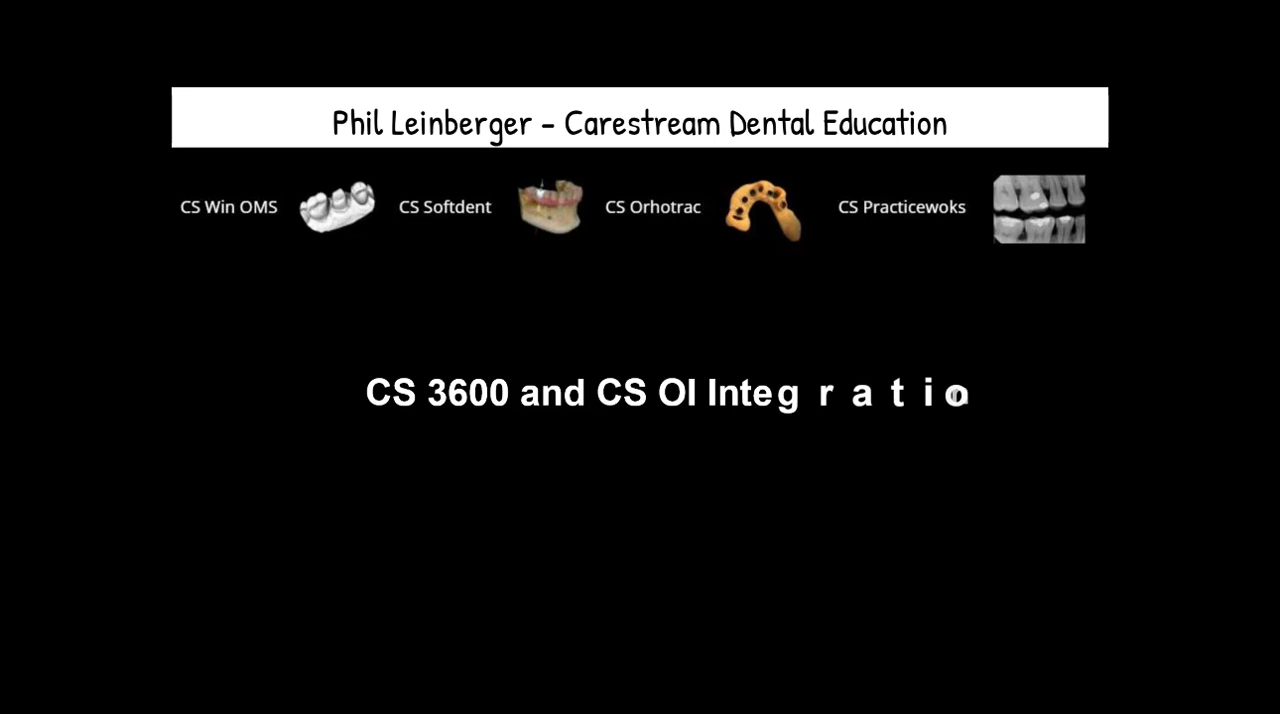 Phil Leinberger - Carestream Dental Education
CS Win OMS CS Softdent CS Orhotrac CS Practicewoks
CS 3600 and CS OI Integratio